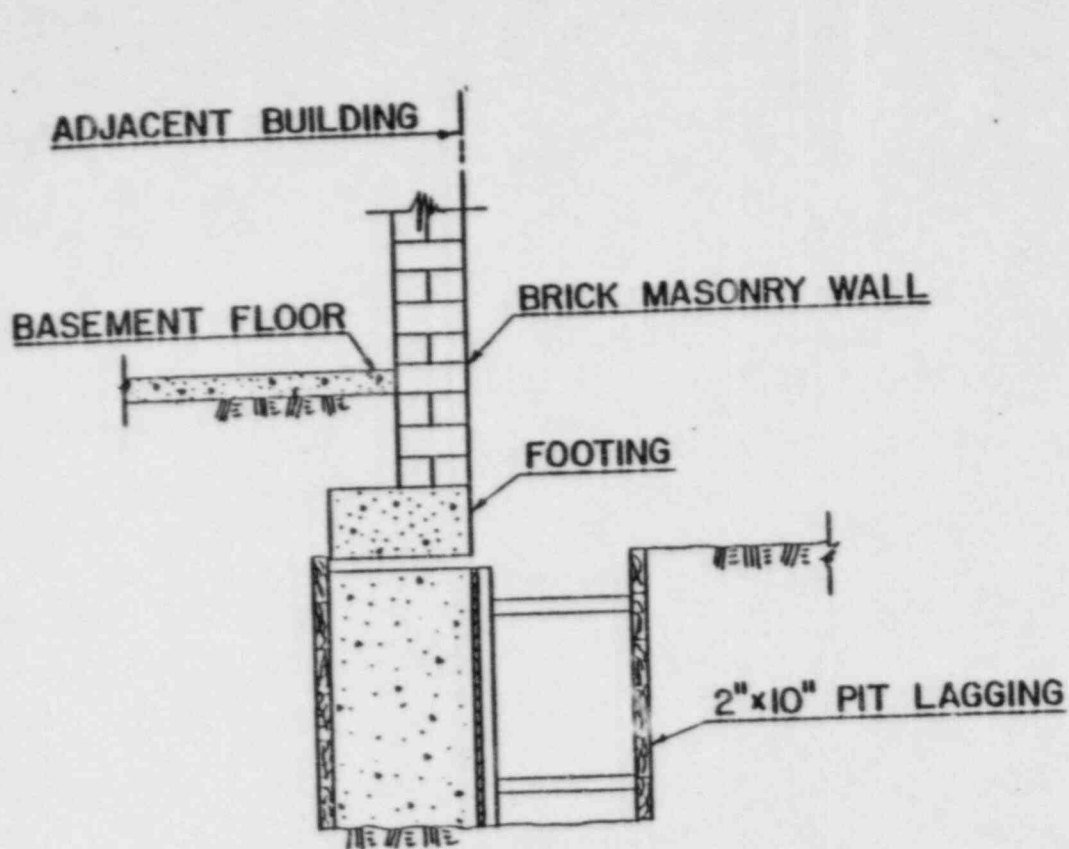 ADJACENT BUILDING
BASEMENT FLOOR
BRICK MASONRY WALL
FOOTING
2"x10" PIT LAGGING